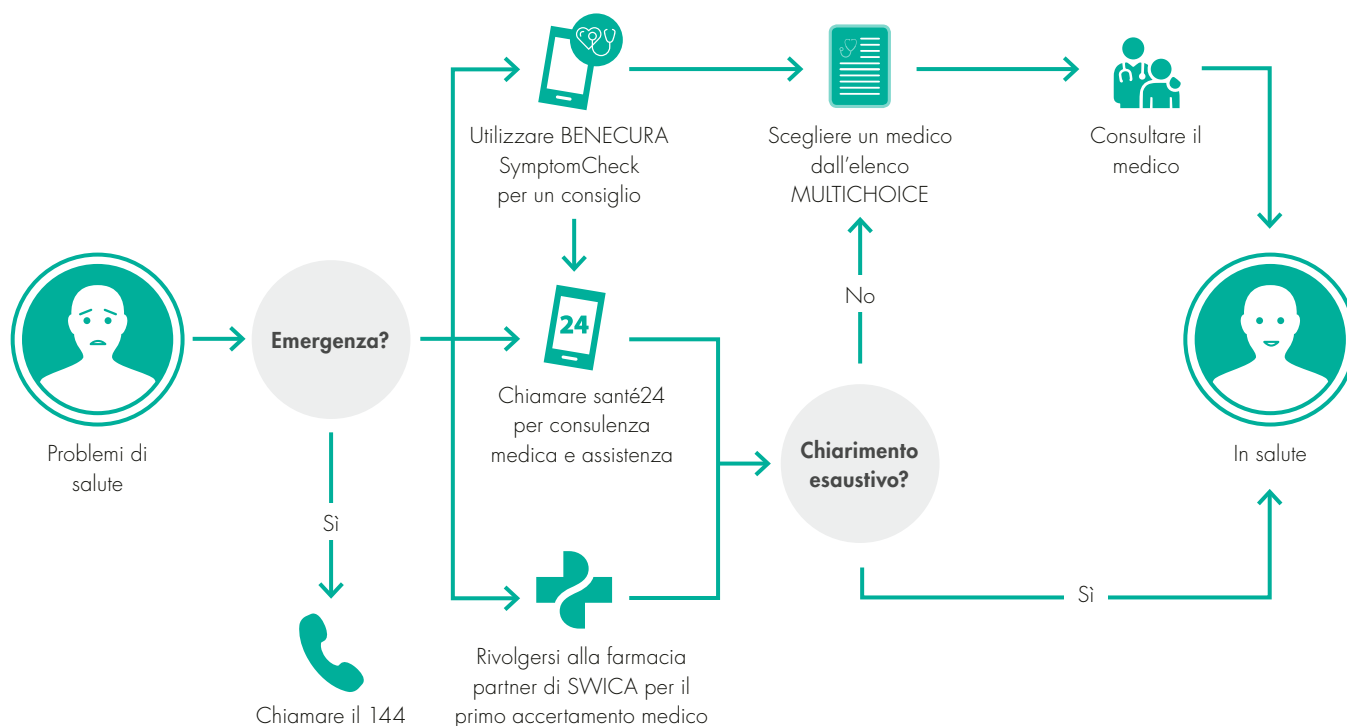 Utilizzare BENECURA
SymptomCheck
per un consiglio
Scegliere un medico
dall'elenco
MULTICHOICE
Consultare il
medico
Problemi di
salute
Emergenza?
24
Chiamare santé24
per consulenza
medica e assistenza
No
Chiarimento
esaustivo?
In salute
Sì
Sì
Chiamare il 144
Rivolgersi alla farmacia
partner di SWICA per il
primo accertamento medico